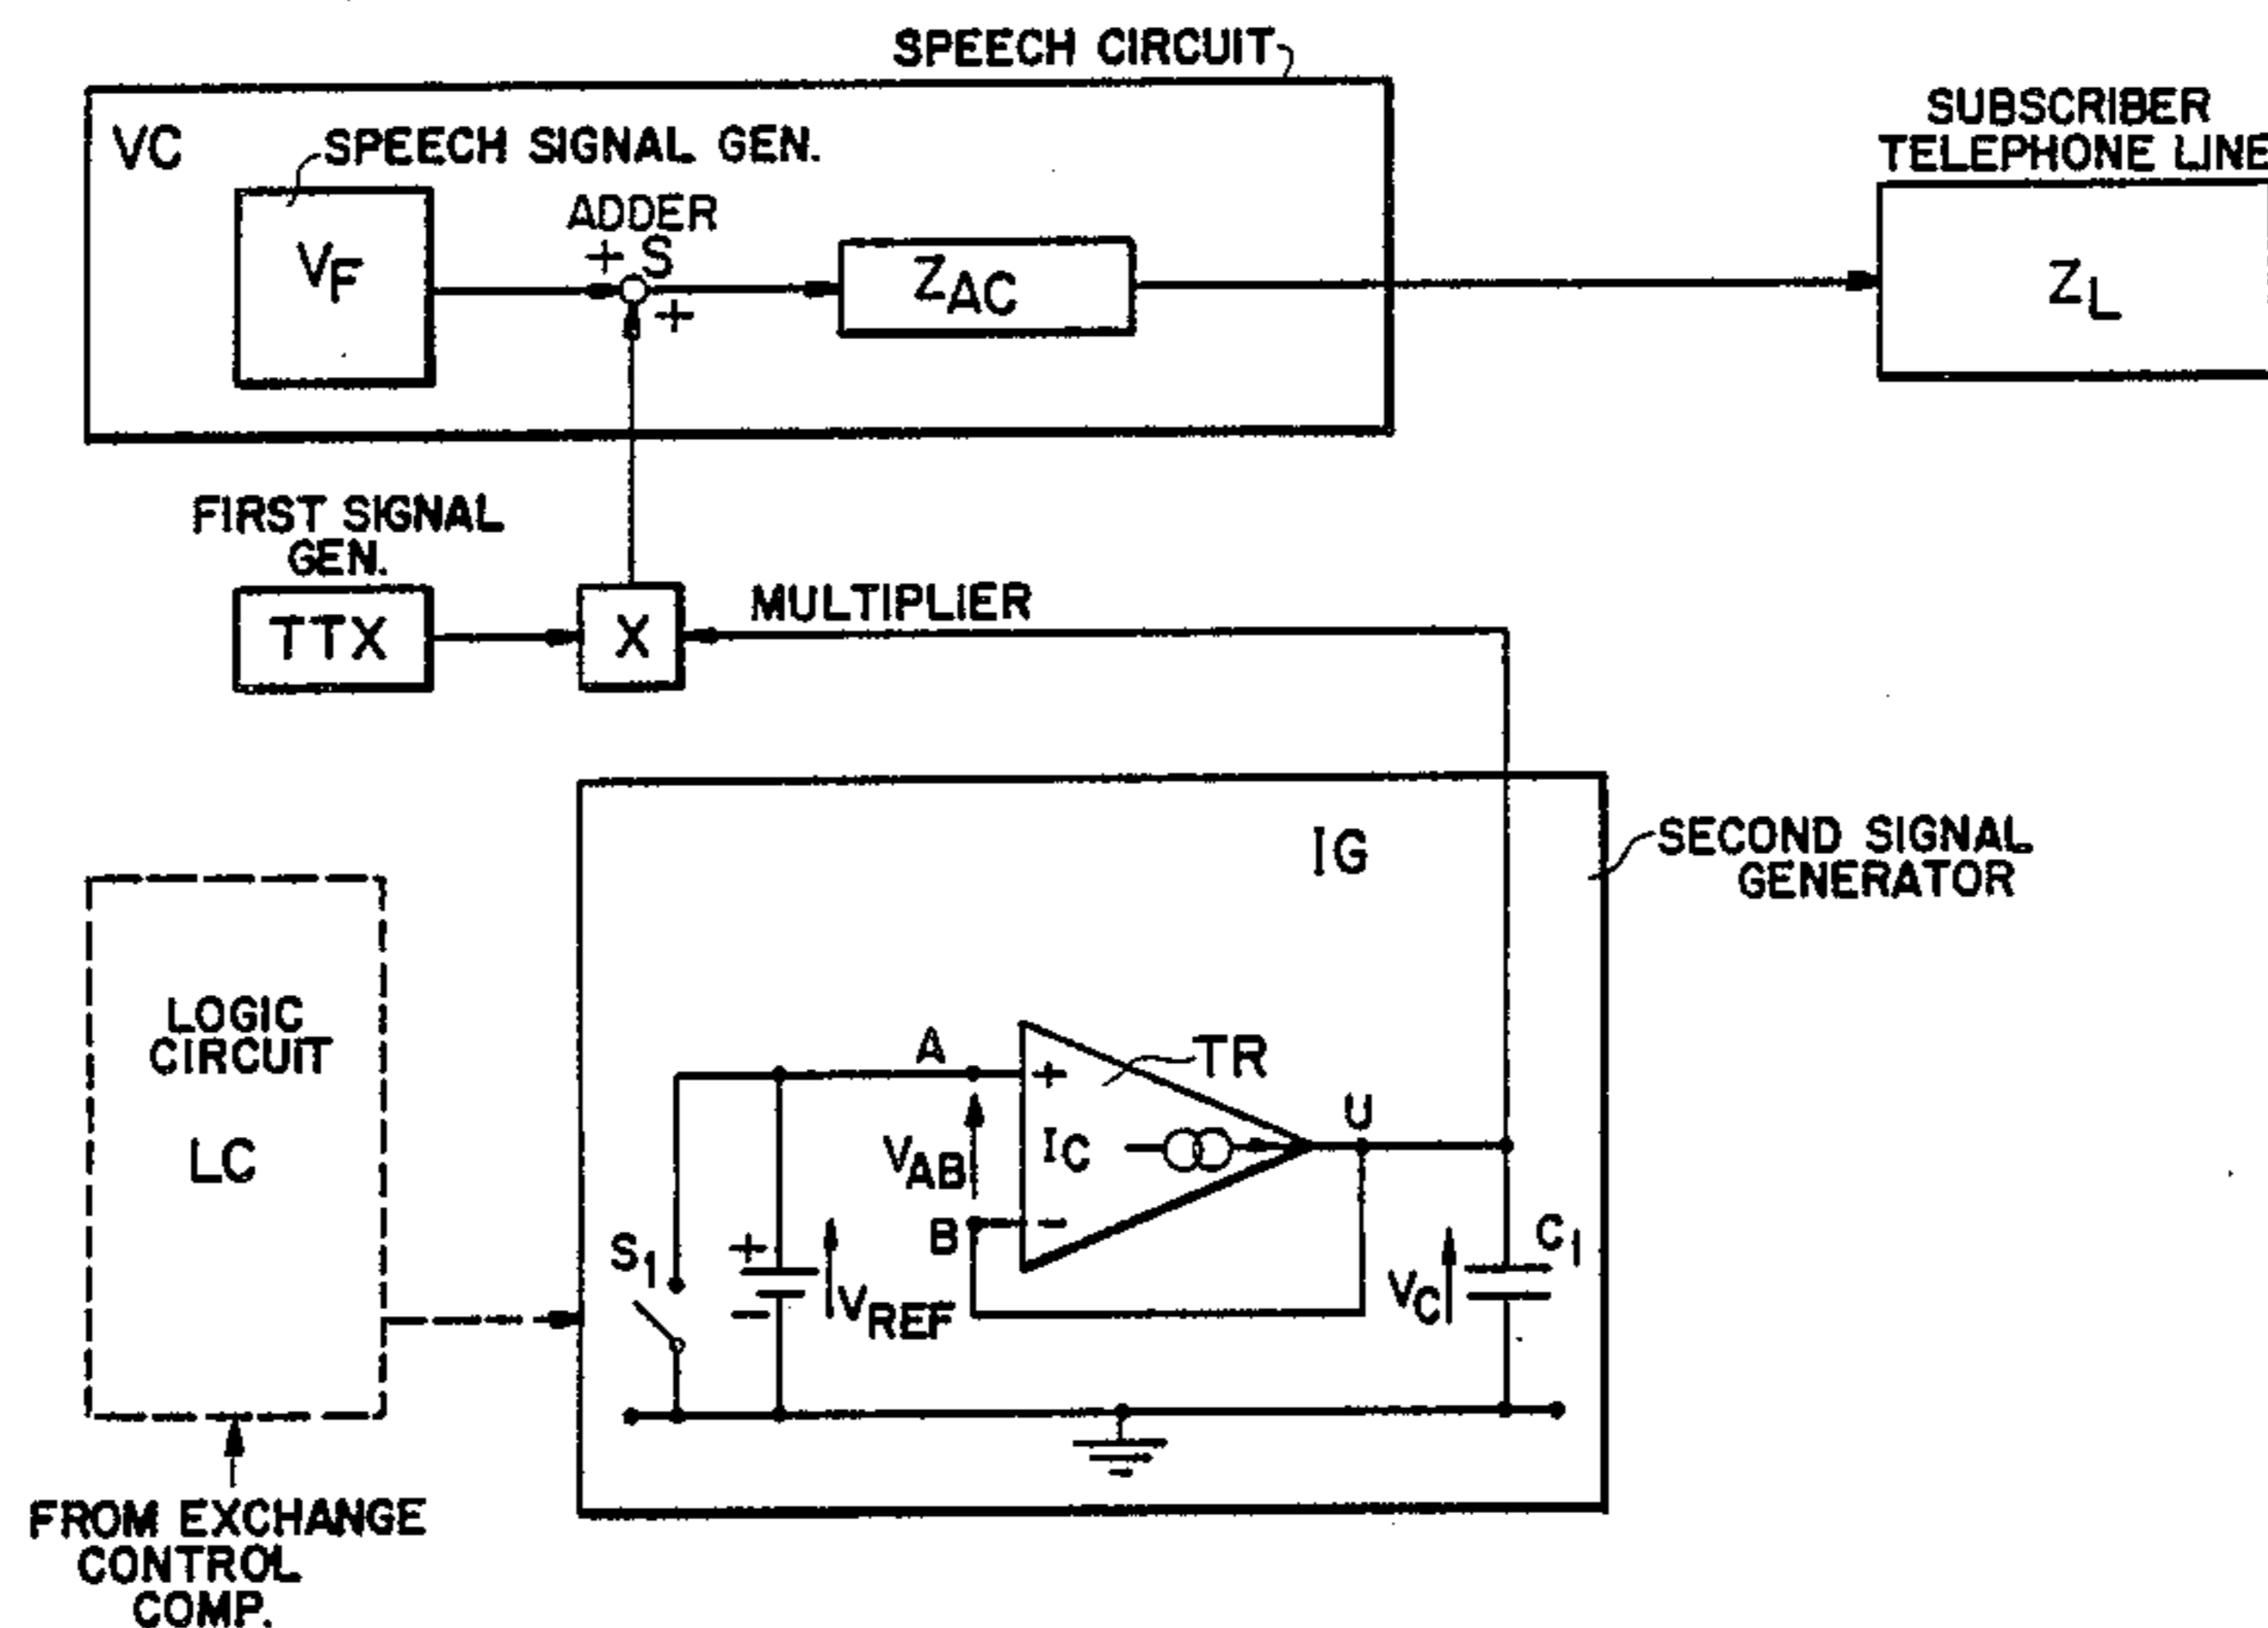 SPEECH CIRCUIT
SUBSCRIBER
TELEPHONE LINE
VC
SPEECH SIGNAL GEN.
ADDER
VF
+ S
+
ZAC
ZL
FIRST SIGNAL
GEN.
TTX
X
MULTIPLIER
IG
SECOND SIGNAL
GENERATOR
LOGIC
CIRCUIT
LC
A
+
TR
U
VAB
IC
B
-
S1
+
-
VREF
VC
C1
FROM EXCHANGE
CONTROL
COMP.